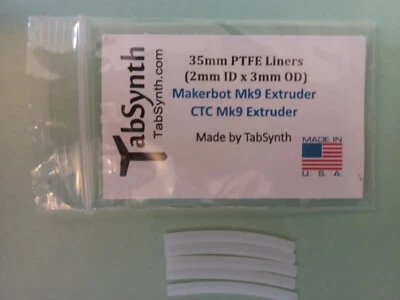 35mm PTFE Liners
(2mm ID x 3mm OD)
Makerbot Mk9 Extruder
CTC Mk9 Extruder
Made by TabSynth
TabSynth
TabSynth.com
MADE IN
U.S.A.